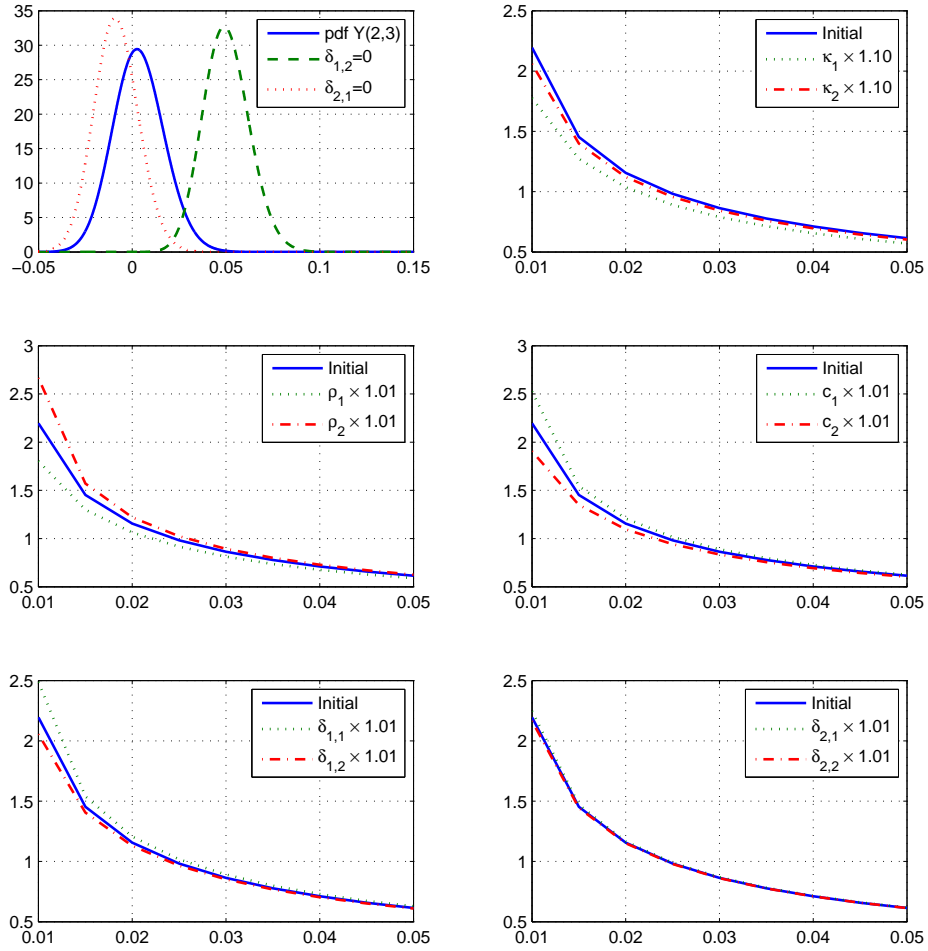 35
30
25
20
15
10
5
0
−0.05 0 0.05 0.1 0.15
pdf Y(2,3)
δ1,2=0
δ2,1=0
2.5
2
1.5
1
0.5
0.01 0.02 0.03 0.04 0.05
Initial
κ1 × 1.10
κ2 × 1.10
3
2.5
2
1.5
1
0.5
0.01 0.02 0.03 0.04 0.05
Initial
ρ1 × 1.01
ρ2 × 1.01
3
2.5
2
1.5
1
0.5
0.01 0.02 0.03 0.04 0.05
Initial
c1 × 1.01
c2 × 1.01
2.5
2
1.5
1
0.5
0.01 0.02 0.03 0.04 0.05
Initial
δ1,1 × 1.01
δ1,2 × 1.01
2.5
2
1.5
1
0.5
0.01 0.02 0.03 0.04 0.05
Initial
δ2,1 × 1.01
δ2,2 × 1.01